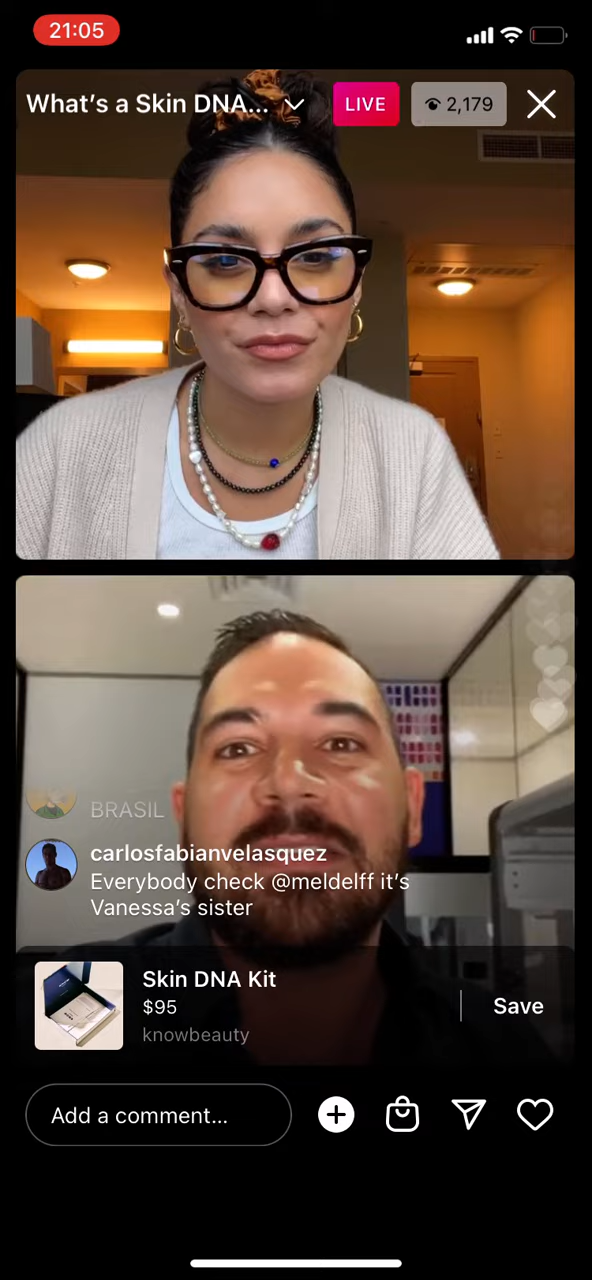 21:05
What's a Skin DNA...
LIVE
2,179
BRASIL
carlosfabianvelasquez
Everybody check @meldelff it's
Vanessa's sister
Skin DNA Kit
$95
knowbeauty
Save
Add a comment...